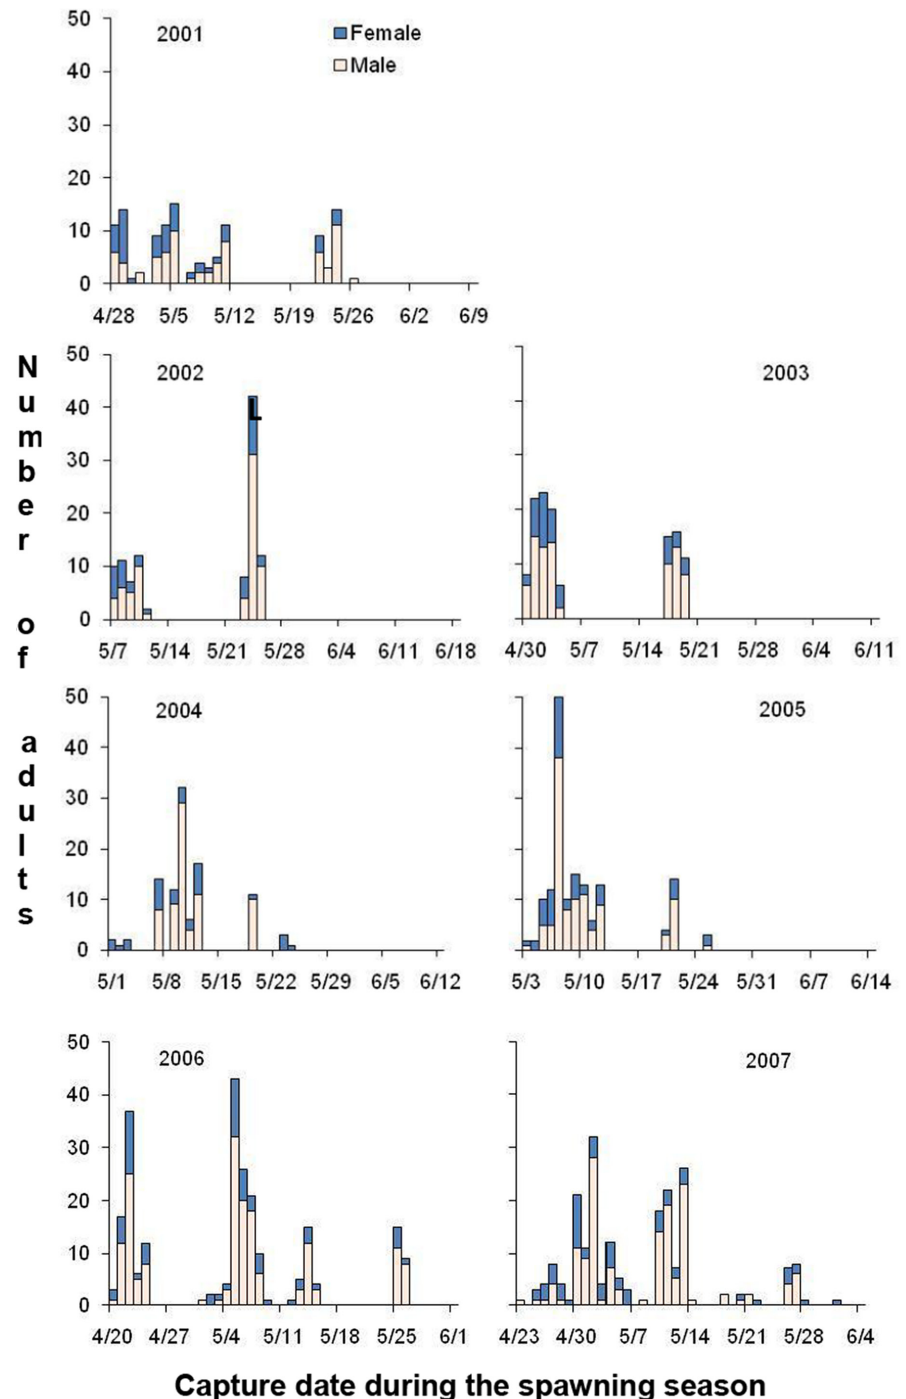 50
2001
Female
Male
40
30
20
10
0
4/28 5/5 5/12 5/19 5/26 6/2 6/9
Number of adults
50
2002
40
L
30
20
10
0
5/7 5/14 5/21 5/28 6/4 6/11 6/18
2003
4/30 5/7 5/14 5/21 5/28 6/4 6/11
50
2004
40
30
20
10
0
5/1 5/8 5/15 5/22 5/29 6/5 6/12
2005
5/3 5/10 5/17 5/24 5/31 6/7 6/14
50
2006
40
30
20
10
0
4/20 4/27 5/4 5/11 5/18 5/25 6/1
2007
4/23 4/30 5/7 5/14 5/21 5/28 6/4
Capture date during the spawning season